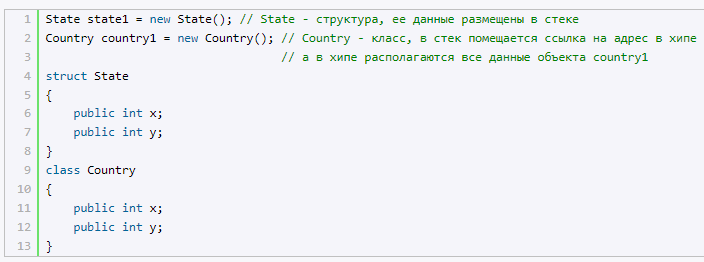 1 State state1 = new State(); // State - структура, ее данные размещены в стеке
2 Country country1 = new Country(); // Country - класс, в стек помещается ссылка на адрес в хипе
3                                   // а в хипе располагаются все данные объекта country1
4 struct State
5 {
6     public int x;
7     public int y;
8 }
9 class Country
10 {
11     public int x;
12     public int y;
13 }